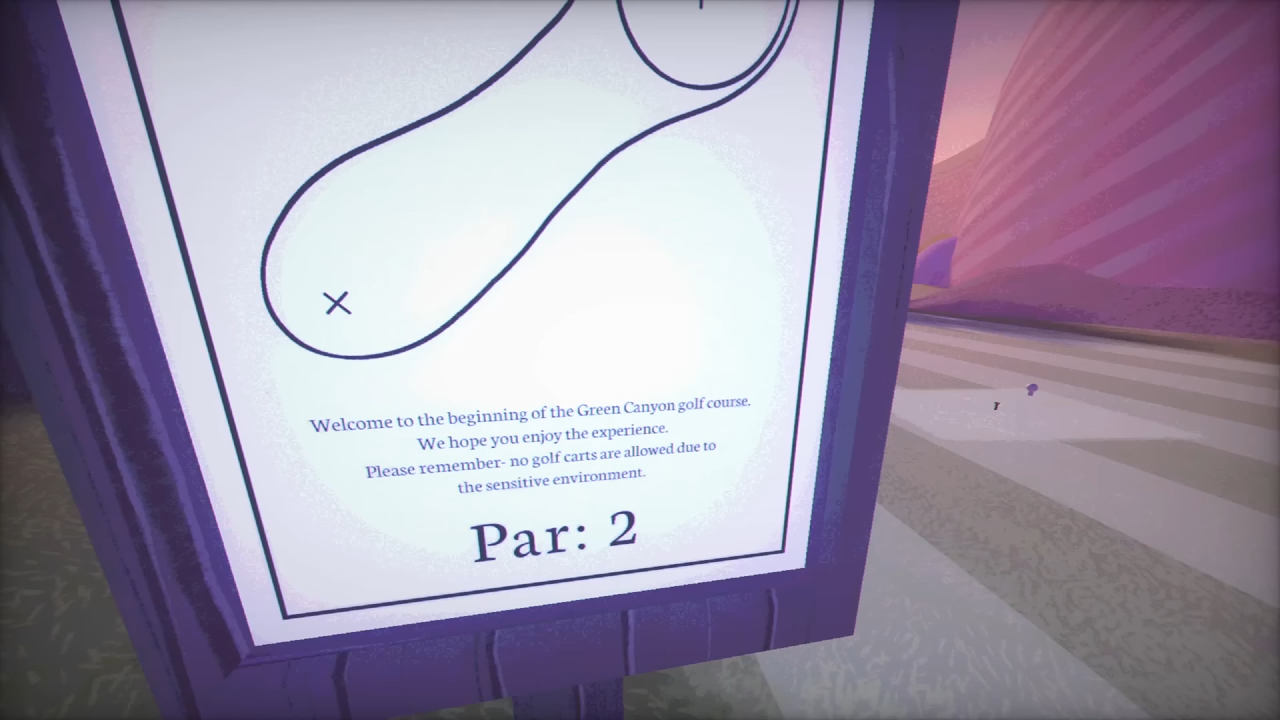 Welcome to the beginning of the Green Canyon golf course.
We hope you enjoy the experience.
Please remember- no golf carts are allowed due to
the sensitive environment.
Par: 2